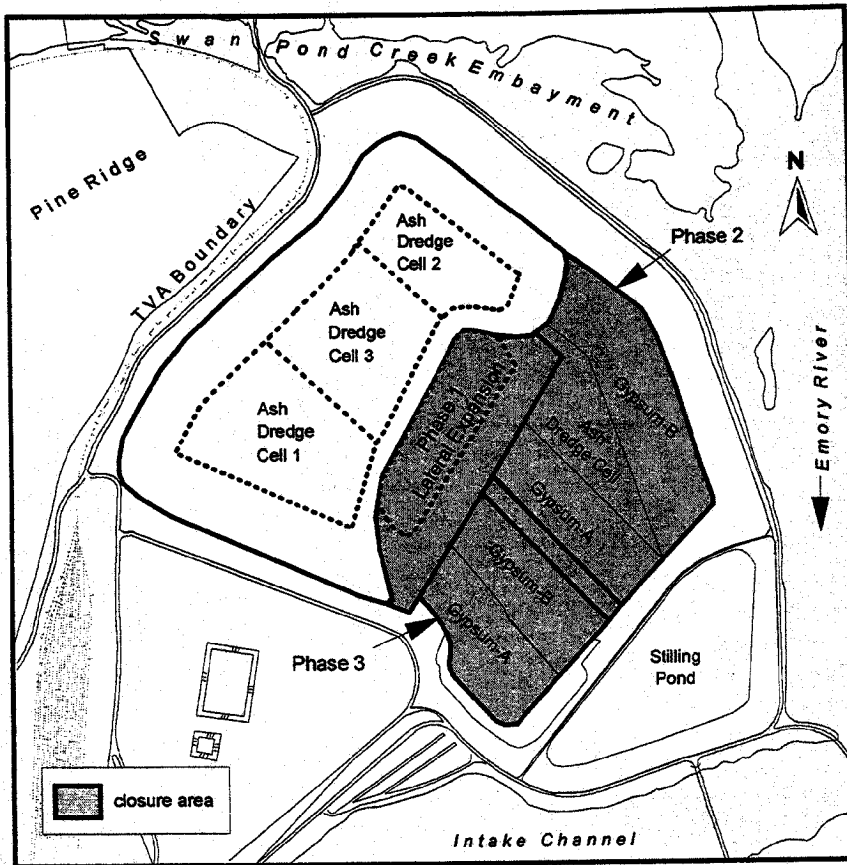 Swan Pond Creek Embayment
Pine Ridge
TVA Boundary
N
Phase 2
Ash
Dredge
Cell 2
Ash
Dredge
Cell 3
Ash
Dredge
Cell 1
Phase 1
Lateral Expansion
Gypsum-B
Ash
Dredge Cell
Gypsum-A
Gypsum-B
Gypsum-A
Emory River
Phase 3
Stilling
Pond
closure area
Intake Channel